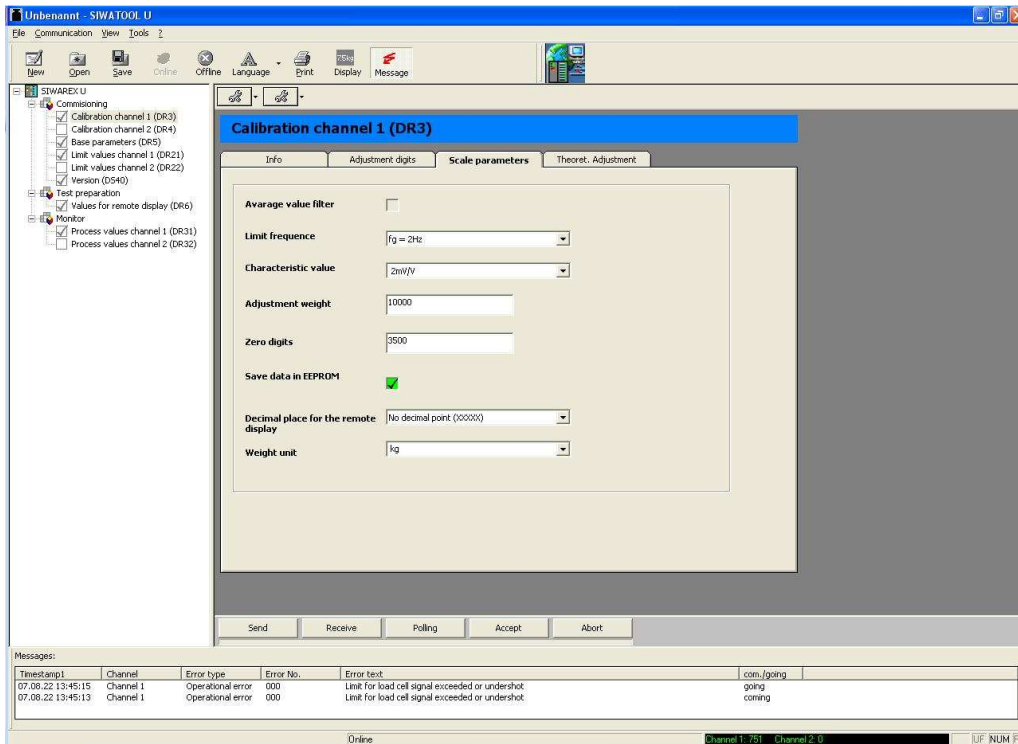 Unbenannt - SIWATOOL U
File Communication View Tools ?
New Open Save Online Offline Language Print Display Message
7.5kg
SIWAREX U
Commisioning
Calibration channel 1 (DR3)
Calibration channel 2 (DR4)
Base parameters (DR5)
Limit values channel 1 (DR21)
Limit values channel 2 (DR22)
Version (DS40)
Test preparation
Values for remote display (DR6)
Monitor
Process values channel 1 (DR31)
Process values channel 2 (DR32)
Calibration channel 1 (DR3)
Info Adjustment digits Scale parameters Theoret. Adjustment
Avarage value filter
Limit frequence fg = 2Hz
Characteristic value 2mV/V
Adjustment weight 10000
Zero digits 3500
Save data in EEPROM
Decimal place for the remote display No decimal point (XXXXX)
Weight unit kg
Send Receive Polling Accept Abort
Messages:
Timestamp1 Channel Error type Error No. Error text com./going
07.08.22 13:45:15 Channel 1 Operational error 000 Limit for load cell signal exceeded or undershot going
07.08.22 13:45:13 Channel 1 Operational error 000 Limit for load cell signal exceeded or undershot coming
Online Channel 1: 751 Channel 2: 0 UF NUM